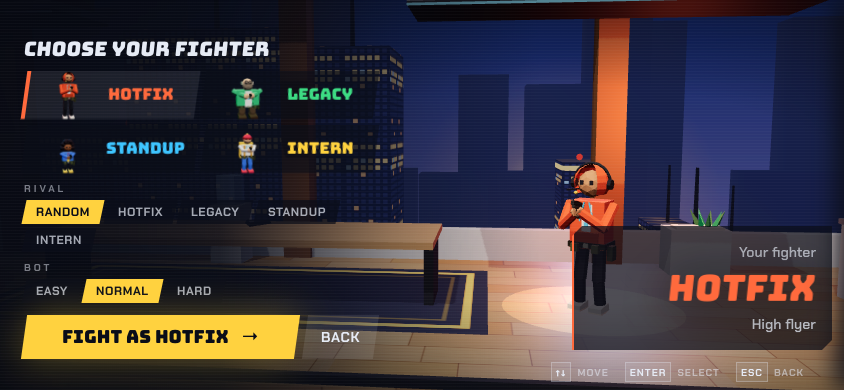 CHOOSE YOUR FIGHTER
HOTFIX LEGACY
STANDUP INTERN
RIVAL
RANDOM HOTFIX LEGACY STANDUP
INTERN
BOT
EASY NORMAL HARD
FIGHT AS HOTFIX → BACK
Your fighter
HOTFIX
High flyer
↑↓ MOVE ENTER SELECT ESC BACK